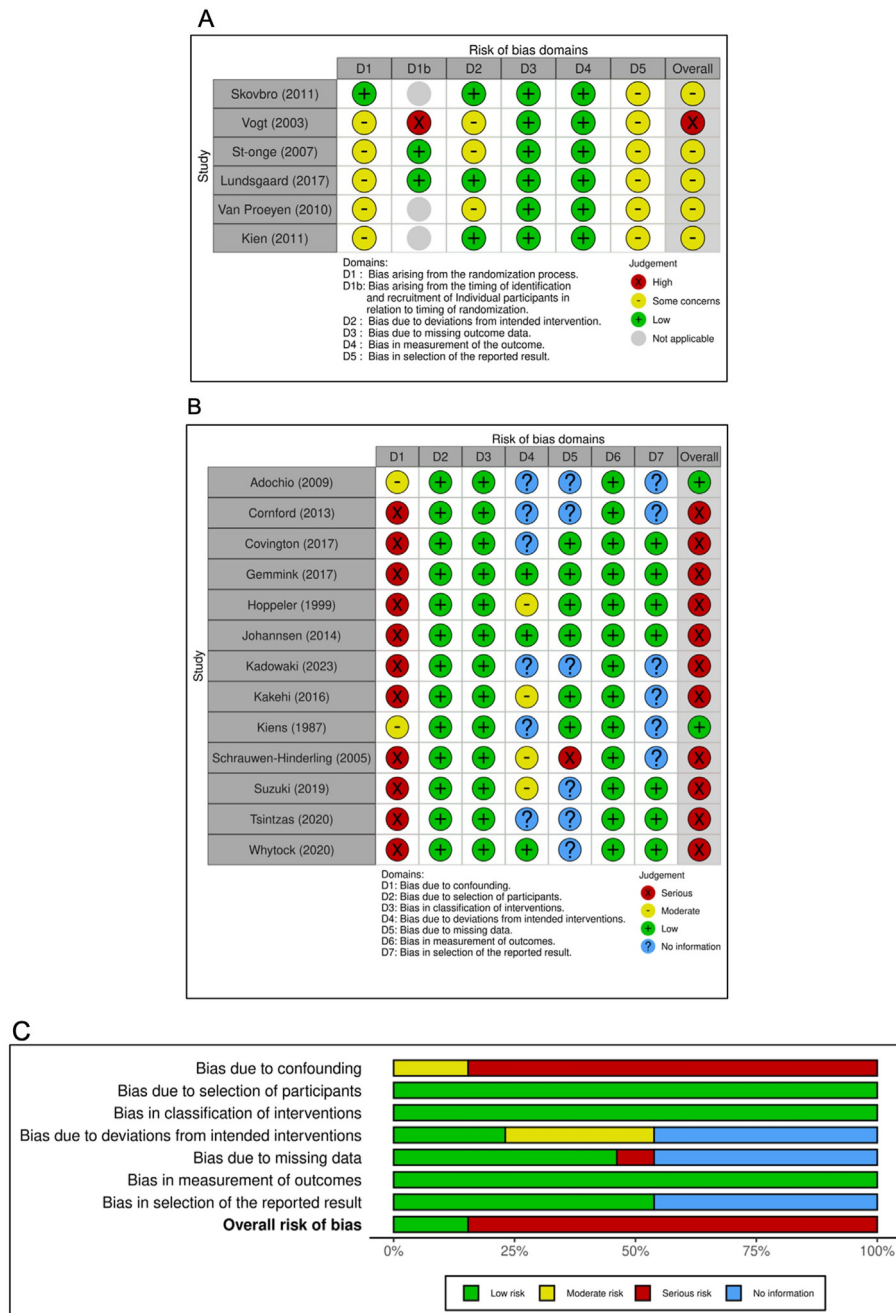 A
Risk of bias domains
D1 D1b D2 D3 D4 D5 Overall
Study
Skovbro (2011) + + + + - -
Vogt (2003) - X - + + - X
St-onge (2007) - + - + + - -
Lundsgaard (2017) - + + + + - -
Van Proeyen (2010) - - + + - -
Kien (2011) - + + + - -
Domains:
D1 : Bias arising from the randomization process.
D1b: Bias arising from the timing of identification
and recruitment of Individual participants in
relation to timing of randomization.
D2 : Bias due to deviations from intended intervention.
D3 : Bias due to missing outcome data.
D4 : Bias in measurement of the outcome.
D5 : Bias in selection of the reported result.
Judgement
X High
- Some concerns
+ Low
Not applicable
B
Risk of bias domains
D1 D2 D3 D4 D5 D6 D7 Overall
Study
Adochio (2009) - + + ? ? + ? +
Cornford (2013) X + + ? ? + ? X
Covington (2017) X + + ? + + + X
Gemmink (2017) X + + + + + + X
Hoppeler (1999) X + + - + + + X
Johannsen (2014) X + + + + + + X
Kadowaki (2023) X + + ? ? + ? X
Kakehi (2016) X + + - + + ? X
Kiens (1987) - + + ? + + ? +
Schrauwen-Hinderling (2005) X + + - X + ? X
Suzuki (2019) X + + - ? + + X
Tsintzas (2020) X + + ? ? + + X
Whytock (2020) X + + + ? + + X
Domains:
D1: Bias due to confounding.
D2: Bias due to selection of participants.
D3: Bias in classification of interventions.
D4: Bias due to deviations from intended interventions.
D5: Bias due to missing data.
D6: Bias in measurement of outcomes.
D7: Bias in selection of the reported result.
Judgement
X Serious
- Moderate
+ Low
? No information
C
Bias due to confounding
Bias due to selection of participants
Bias in classification of interventions
Bias due to deviations from intended interventions
Bias due to missing data
Bias in measurement of outcomes
Bias in selection of the reported result
Overall risk of bias
0% 25% 50% 75% 100%
Low risk Moderate risk Serious risk No information